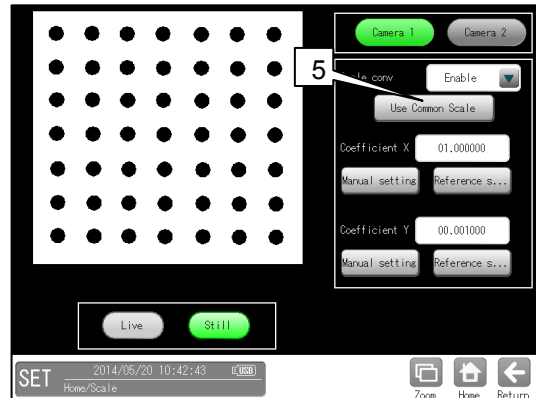 Camera 1 Camera 2
5
conv Enable
Use Common Scale
Coefficient X 01.000000
Manual setting Reference s...
Coefficient Y 00.001000
Manual setting Reference s...
Live Still
SET 2014/05/20 10:42:43 USB
Home/Scale
Zoom Home Return